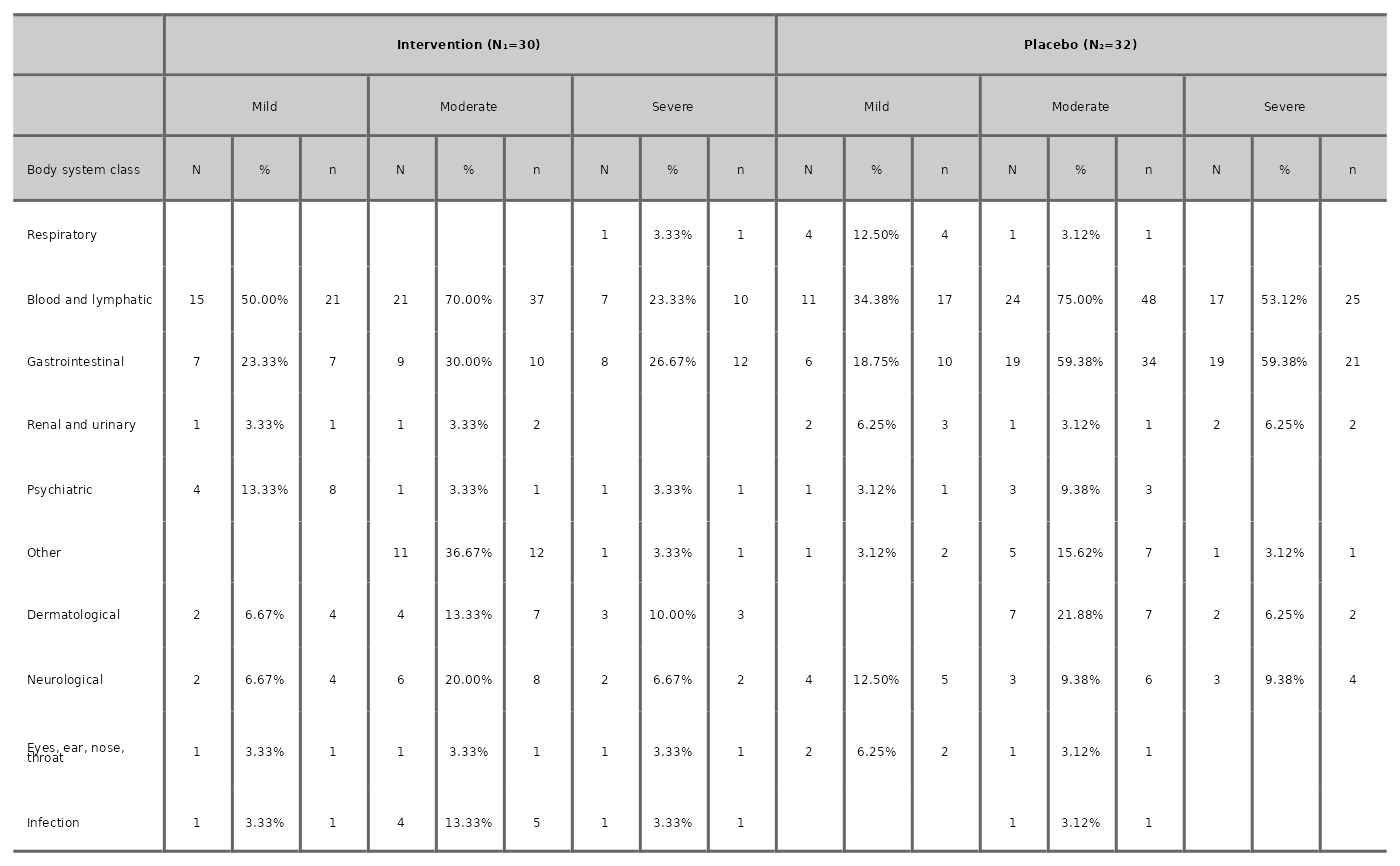 Intervention (N₁=30) Placebo (N₂=32)
Mild Moderate Severe Mild Moderate Severe
Body system class N % n N % n N % n N % n N % n N % n
Respiratory 1 3.33% 1 4 12.50% 4 1 3.12% 1
Blood and lymphatic 15 50.00% 21 21 70.00% 37 7 23.33% 10 11 34.38% 17 24 75.00% 48 17 53.12% 25
Gastrointestinal 7 23.33% 7 9 30.00% 10 8 26.67% 12 6 18.75% 10 19 59.38% 34 19 59.38% 21
Renal and urinary 1 3.33% 1 1 3.33% 2 2 6.25% 3 1 3.12% 1 2 6.25% 2
Psychiatric 4 13.33% 8 1 3.33% 1 1 3.33% 1 1 3.12% 1 3 9.38% 3
Other 11 36.67% 12 1 3.33% 1 1 3.12% 2 5 15.62% 7 1 3.12% 1
Dermatological 2 6.67% 4 4 13.33% 7 3 10.00% 3 7 21.88% 7 2 6.25% 2
Neurological 2 6.67% 4 6 20.00% 8 2 6.67% 2 4 12.50% 5 3 9.38% 6 3 9.38% 4
Eyes, ear, nose,
throat 1 3.33% 1 1 3.33% 1 1 3.33% 1 2 6.25% 2 1 3.12% 1
Infection 1 3.33% 1 4 13.33% 5 1 3.33% 1 1 3.12% 1